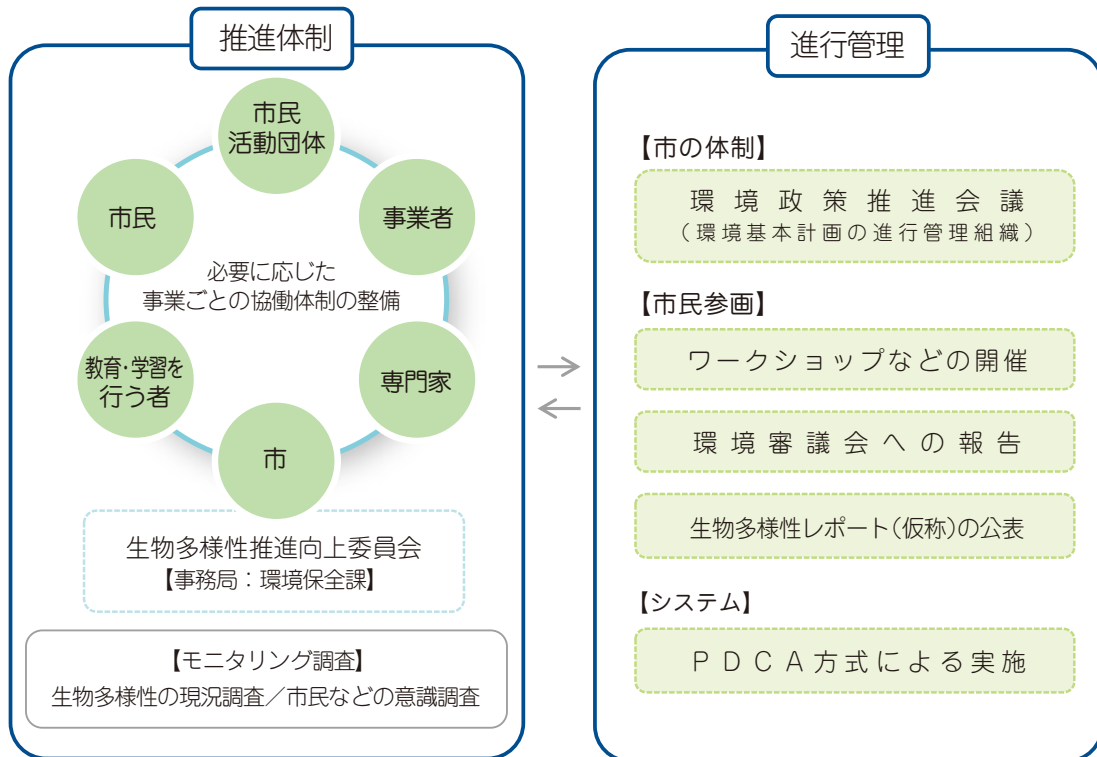 推進体制
市民
活動団体
市民
事業者
必要に応じた
事業ごとの協働体制の整備
教育・学習を
行う者
専門家
市
生物多様性推進向上委員会
【事務局：環境保全課】
【モニタリング調査】
生物多様性の現況調査／市民などの意識調査
進行管理
【市の体制】
環境政策推進会議
（環境基本計画の進行管理組織）
【市民参画】
ワークショップなどの開催
環境審議会への報告
生物多様性レポート（仮称）の公表
【システム】
ＰＤＣＡ方式による実施